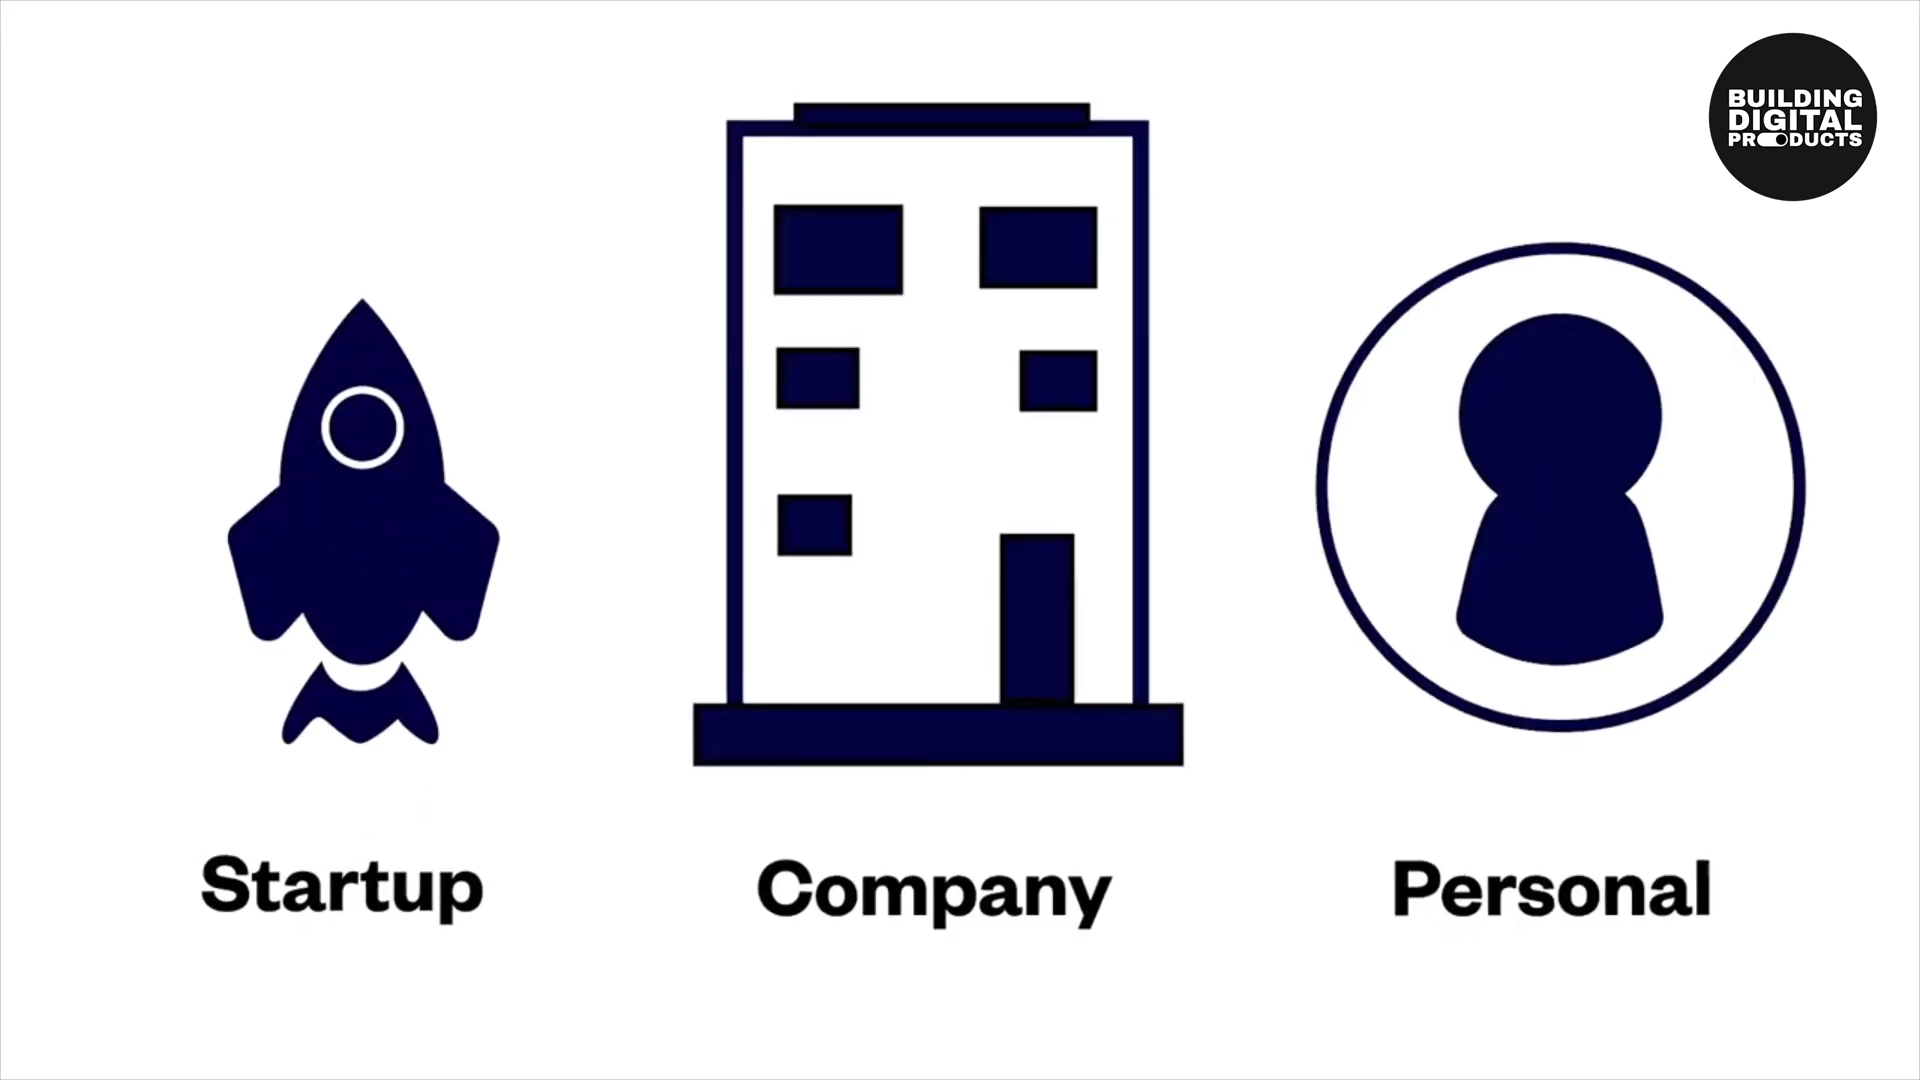 BUILDING
DIGITAL
PRODUCTS
Startup
Company
Personal